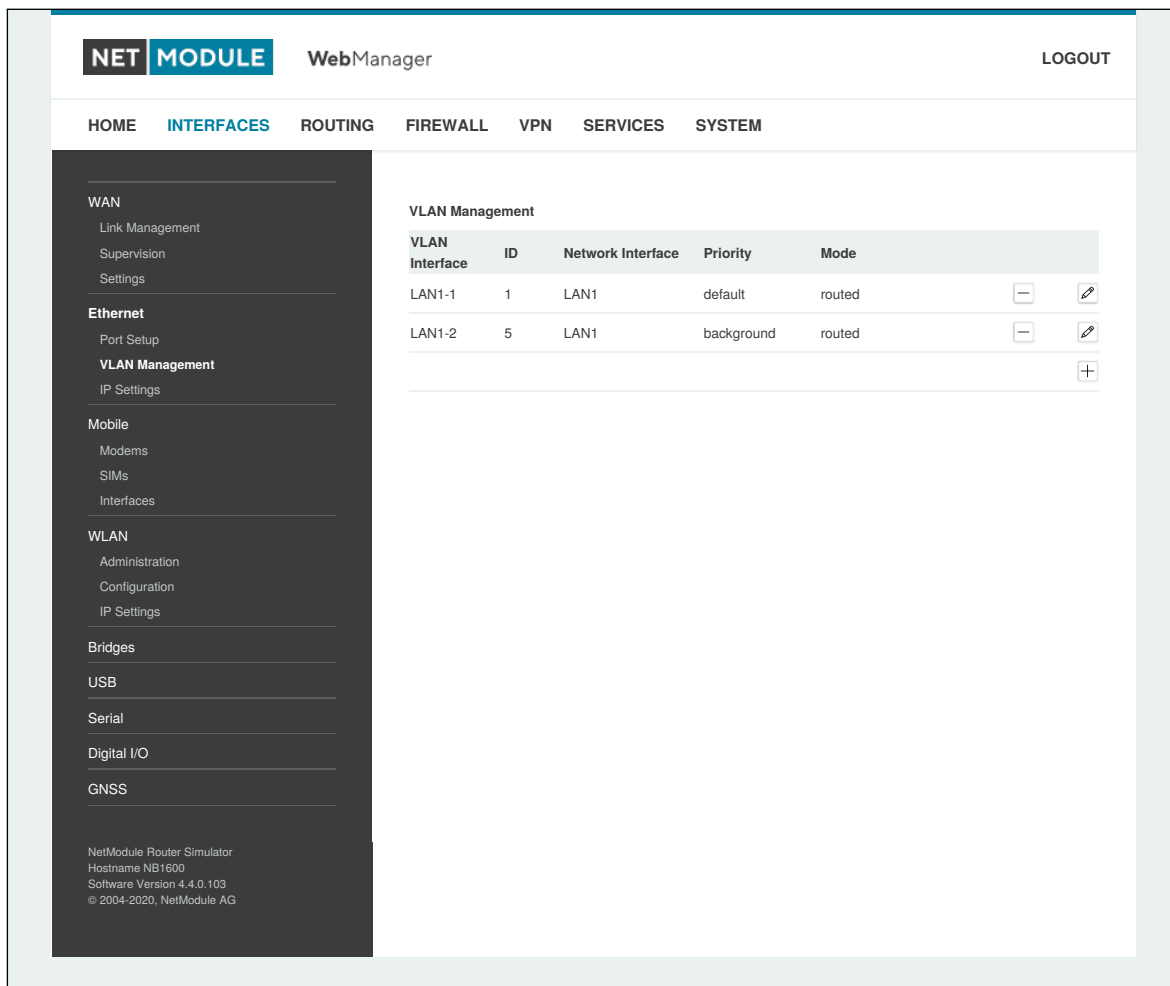 NET MODULE WebManager LOGOUT
HOME INTERFACES ROUTING FIREWALL VPN SERVICES SYSTEM
WAN
Link Management
Supervision
Settings
Ethernet
Port Setup
VLAN Management
IP Settings
Mobile
Modems
SIMs
Interfaces
WLAN
Administration
Configuration
IP Settings
Bridges
USB
Serial
Digital I/O
GNSS
NetModule Router Simulator
Hostname NB1600
Software Version 4.4.0.103
© 2004-2020, NetModule AG
VLAN Management
VLAN Interface ID Network Interface Priority Mode
LAN1-1 1 LAN1 default routed
LAN1-2 5 LAN1 background routed